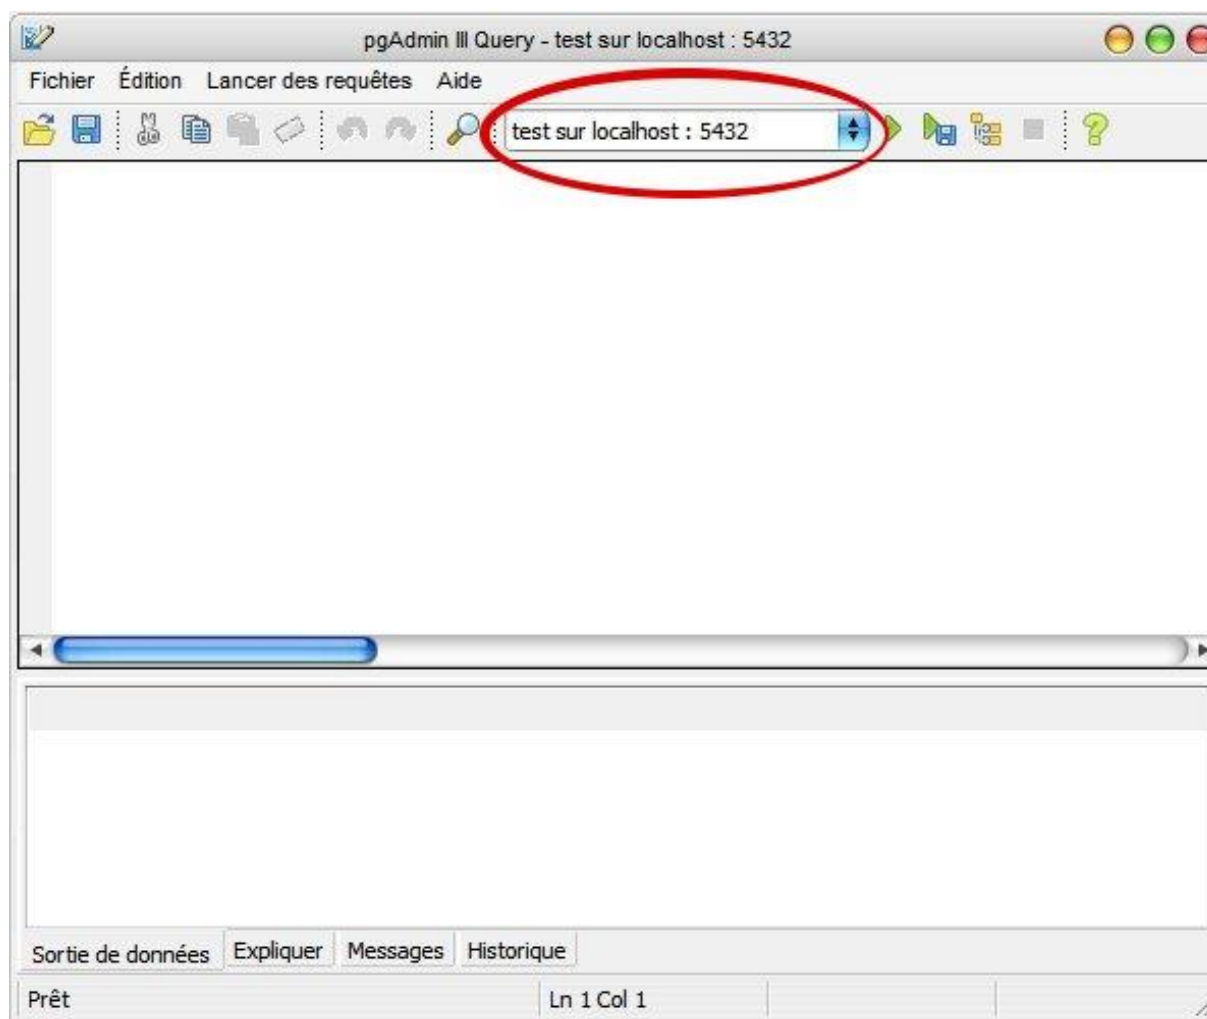 pgAdmin III Query - test sur localhost : 5432
Fichier Édition Lancer des requêtes Aide
test sur localhost : 5432
Sortie de données Expliquer Messages Historique
Prêt Ln 1 Col 1